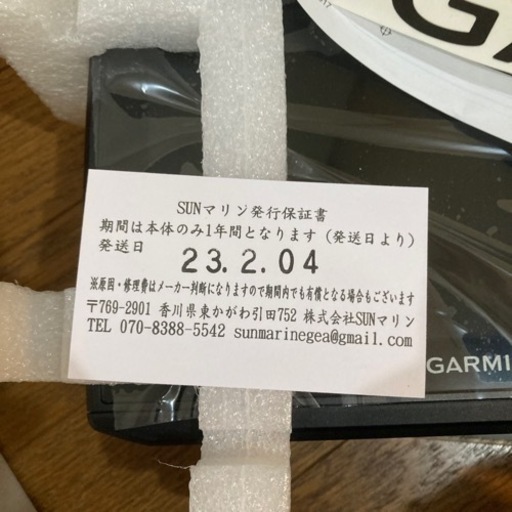 GA
SUNマリン発行保証書
期間は本体のみ1年間となります（発送日より）
発送日 23.2.04
※原因・修理費はメーカー判断になりますので期間内でも有償となる場合もございます
〒769-2901 香川県東かがわ引田752 株式会社SUNマリン
TEL 070-8388-5542 sunmarinegea@gmail.com
GARMI